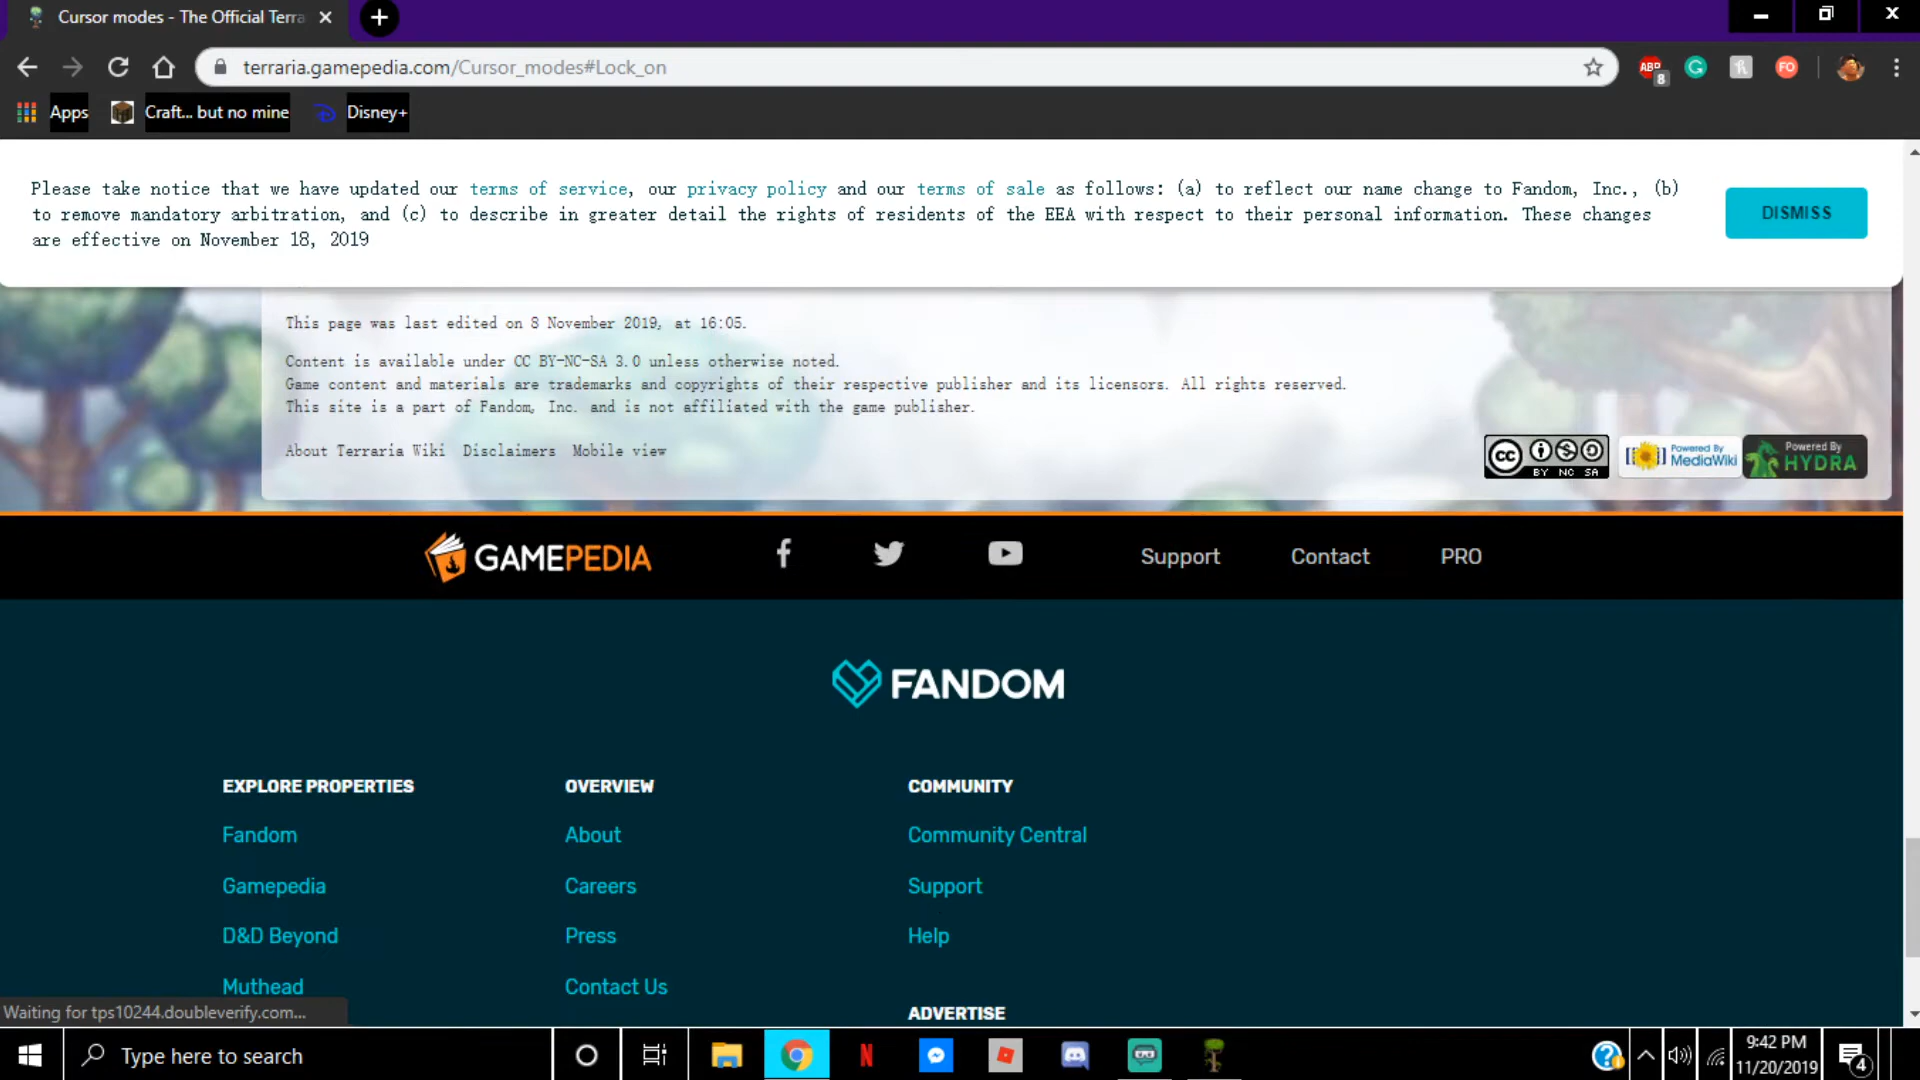 Cursor modes - The Official Terra
terraria.gamepedia.com/Cursor_modes#Lock_on
ABP
8
FO
Apps
Craft... but no mine
Disney+
Please take notice that we have updated our terms of service, our privacy policy and our terms of sale as follows: (a) to reflect our name change to Fandom, Inc., (b)
to remove mandatory arbitration, and (c) to describe in greater detail the rights of residents of the EEA with respect to their personal information. These changes
are effective on November 18, 2019
DISMISS
This page was last edited on 8 November 2019, at 16:05.
Content is available under CC BY-NC-SA 3.0 unless otherwise noted.
Game content and materials are trademarks and copyrights of their respective publisher and its licensors. All rights reserved.
This site is a part of Fandom, Inc. and is not affiliated with the game publisher.
About Terraria Wiki Disclaimers Mobile view
cc
BY NC SA
Powered By
MediaWiki
Powered By
HYDRA
GAMEPEDIA
Support
Contact
PRO
FANDOM
EXPLORE PROPERTIES
Fandom
Gamepedia
D&D Beyond
Muthead
OVERVIEW
About
Careers
Press
Contact Us
COMMUNITY
Community Central
Support
Help
ADVERTISE
Waiting for tps10244.doubleverify.com...
Type here to search
N
9:42 PM
11/20/2019
4